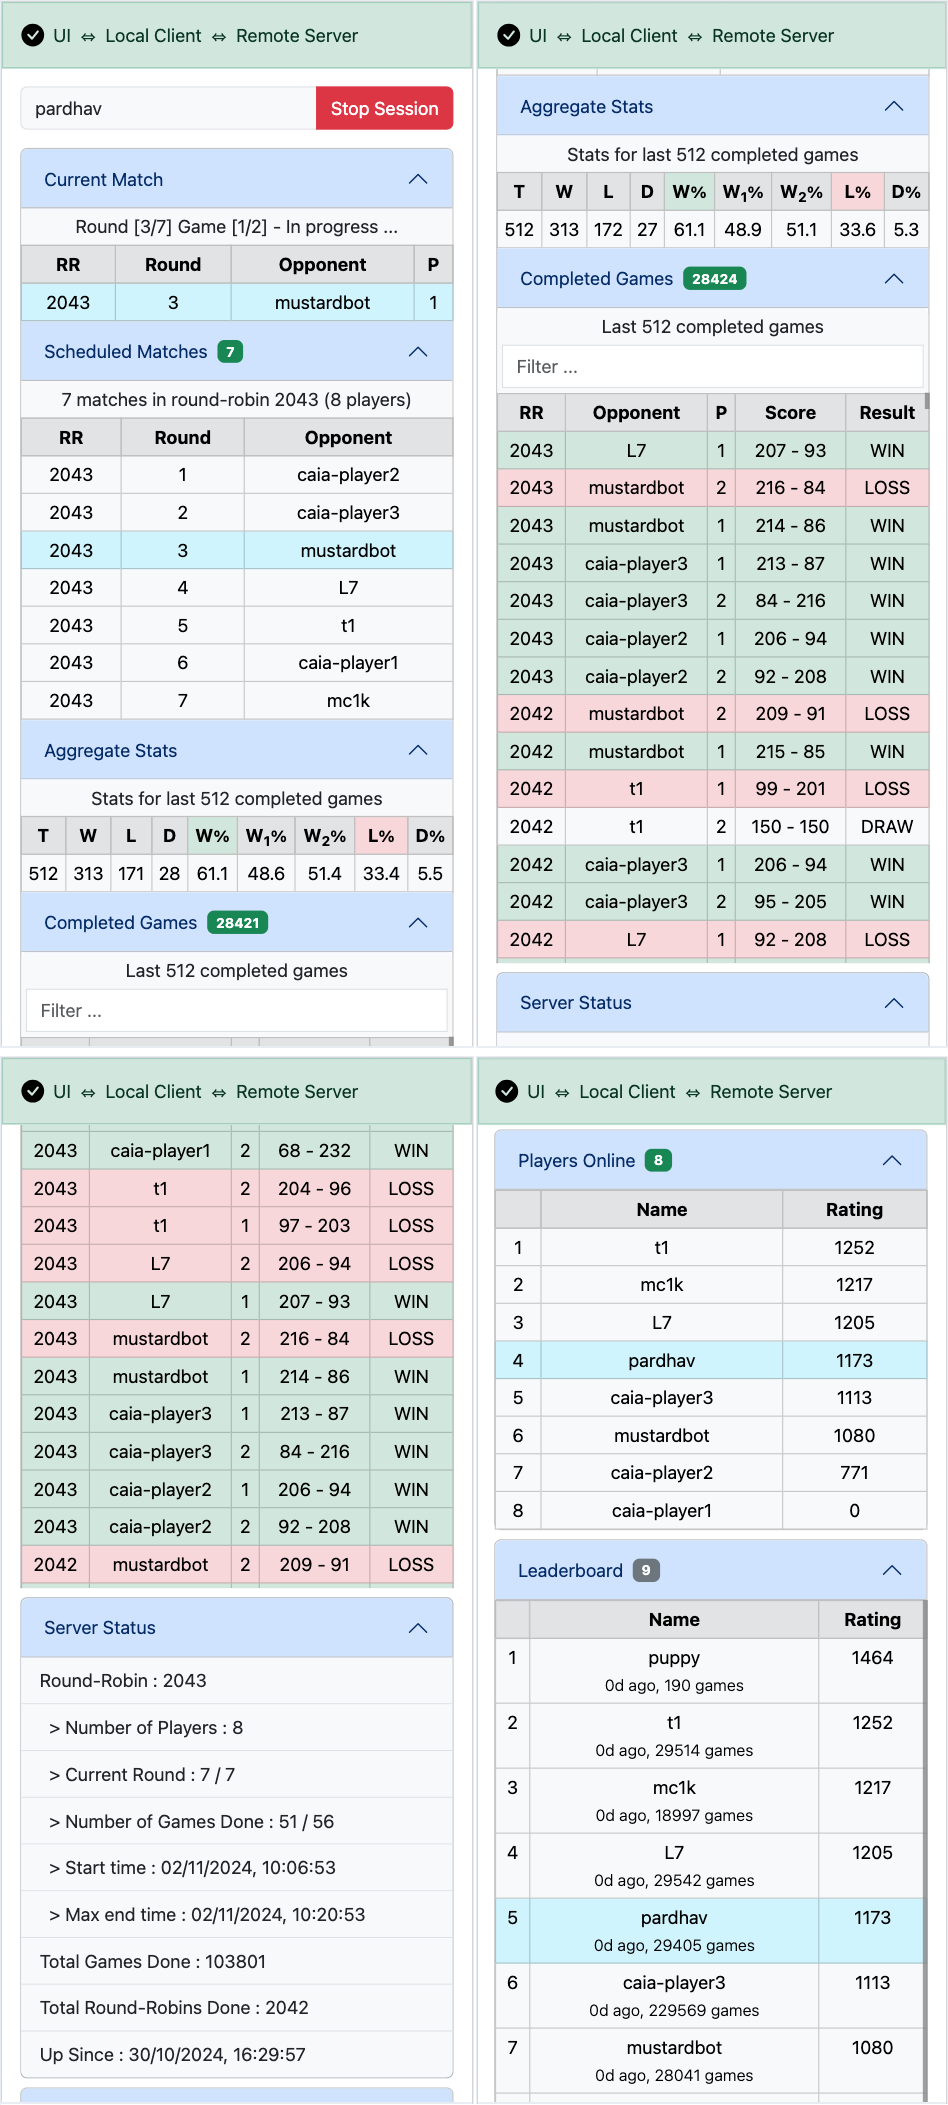 UI ⇔ Local Client ⇔ Remote Server
pardhav Stop Session
Current Match
Round [3/7] Game [1/2] - In progress ...
RR Round Opponent P
2043 3 mustardbot 1
Scheduled Matches 7
7 matches in round-robin 2043 (8 players)
RR Round Opponent
2043 1 caia-player2
2043 2 caia-player3
2043 3 mustardbot
2043 4 L7
2043 5 t1
2043 6 caia-player1
2043 7 mc1k
Aggregate Stats
Stats for last 512 completed games
T W L D W% W₁% W₂% L% D%
512 313 171 28 61.1 48.6 51.4 33.4 5.5
Completed Games 28421
Last 512 completed games
Filter ...
UI ⇔ Local Client ⇔ Remote Server
Aggregate Stats
Stats for last 512 completed games
T W L D W% W₁% W₂% L% D%
512 313 172 27 61.1 48.9 51.1 33.6 5.3
Completed Games 28424
Last 512 completed games
Filter ...
RR Opponent P Score Result
2043 L7 1 207 - 93 WIN
2043 mustardbot 2 216 - 84 LOSS
2043 mustardbot 1 214 - 86 WIN
2043 caia-player3 1 213 - 87 WIN
2043 caia-player3 2 84 - 216 WIN
2043 caia-player2 1 206 - 94 WIN
2043 caia-player2 2 92 - 208 WIN
2042 mustardbot 2 209 - 91 LOSS
2042 mustardbot 1 215 - 85 WIN
2042 t1 1 99 - 201 LOSS
2042 t1 2 150 - 150 DRAW
2042 caia-player3 1 206 - 94 WIN
2042 caia-player3 2 95 - 205 WIN
2042 L7 1 92 - 208 LOSS
Server Status
UI ⇔ Local Client ⇔ Remote Server
2043 caia-player1 2 68 - 232 WIN
2043 t1 2 204 - 96 LOSS
2043 t1 1 97 - 203 LOSS
2043 L7 2 206 - 94 LOSS
2043 L7 1 207 - 93 WIN
2043 mustardbot 2 216 - 84 LOSS
2043 mustardbot 1 214 - 86 WIN
2043 caia-player3 1 213 - 87 WIN
2043 caia-player3 2 84 - 216 WIN
2043 caia-player2 1 206 - 94 WIN
2043 caia-player2 2 92 - 208 WIN
2042 mustardbot 2 209 - 91 LOSS
Server Status
Round-Robin : 2043
> Number of Players : 8
> Current Round : 7 / 7
> Number of Games Done : 51 / 56
> Start time : 02/11/2024, 10:06:53
> Max end time : 02/11/2024, 10:20:53
Total Games Done : 103801
Total Round-Robins Done : 2042
Up Since : 30/10/2024, 16:29:57
UI ⇔ Local Client ⇔ Remote Server
Players Online 8
Name Rating
1 t1 1252
2 mc1k 1217
3 L7 1205
4 pardhav 1173
5 caia-player3 1113
6 mustardbot 1080
7 caia-player2 771
8 caia-player1 0
Leaderboard 9
Name Rating
1 puppy 1464
0d ago, 190 games
2 t1 1252
0d ago, 29514 games
3 mc1k 1217
0d ago, 18997 games
4 L7 1205
0d ago, 29542 games
5 pardhav 1173
0d ago, 29405 games
6 caia-player3 1113
0d ago, 229569 games
7 mustardbot 1080
0d ago, 28041 games